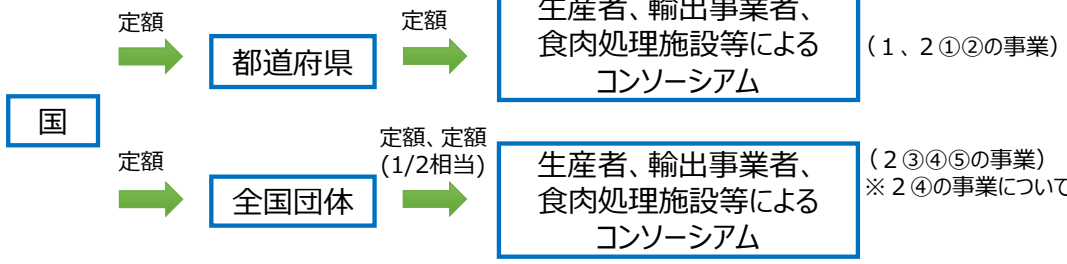 定額
都道府県
定額
生産者、輸出事業者、
食肉処理施設等による
コンソーシアム
（１、２①②の事業）
国
定額
全国団体
定額、定額
(1/2相当)
生産者、輸出事業者、
食肉処理施設等による
コンソーシアム
（２③④⑤の事業）
※２④の事業について